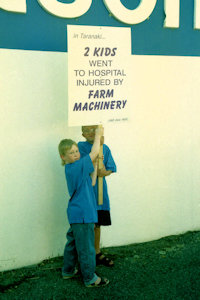 in Taranaki...
2 KIDS
WENT
TO HOSPITAL
INJURED BY
FARM
MACHINERY